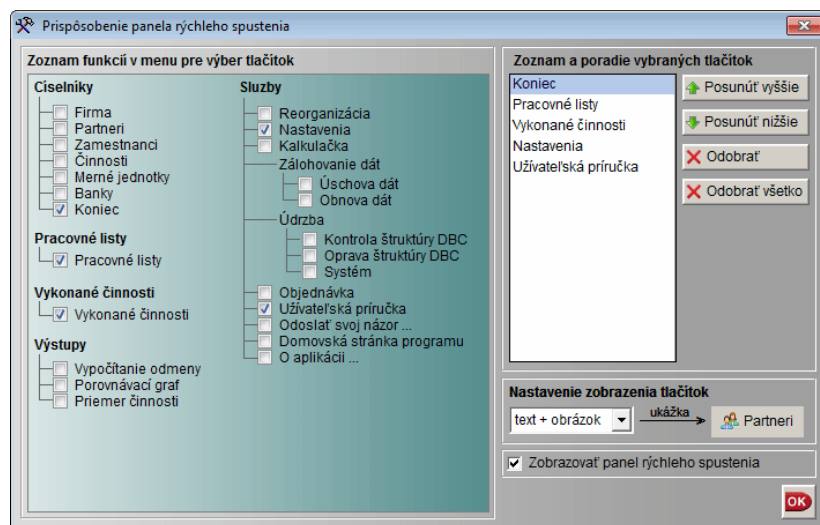 Prispôsobenie panela rýchleho spustenia
Zoznam funkcií v menu pre výber tlačítok
Císelníky
Firma
Partneri
Zamestnanci
Činnosti
Merné jednotky
Banky
Koniec
Pracovné listy
Pracovné listy
Vykonané činnosti
Vykonané činnosti
Výstupy
Vypočítanie odmeny
Porovnávací graf
Priemer činnosti
Sluzby
Reorganizácia
Nastavenia
Kalkulačka
Zálohovanie dát
Úschova dát
Obnova dát
Údrzba
Kontrola štruktúry DBC
Oprava štruktúry DBC
Systém
Objednávka
Užívateľská príručka
Odoslať svoj názor ...
Domovská stránka programu
O aplikácii ...
Zoznam a poradie vybraných tlačítok
Koniec
Pracovné listy
Vykonané činnosti
Nastavenia
Užívateľská príručka
Posunúť vyššie
Posunúť nižšie
Odobrať
Odobrať všetko
Nastavenie zobrazenia tlačítok
text + obrázok
ukážka
Partneri
Zobrazovať panel rýchleho spustenia
OK